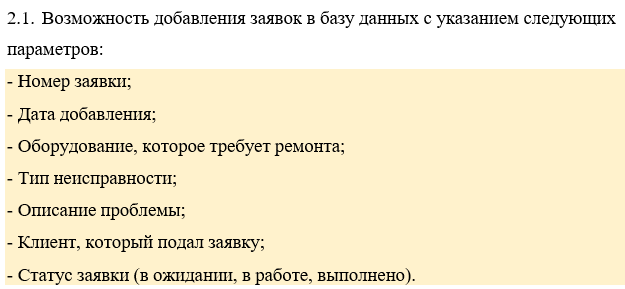 2.1. Возможность добавления заявок в базу данных с указанием следующих
параметров:
- Номер заявки;
- Дата добавления;
- Оборудование, которое требует ремонта;
- Тип неисправности;
- Описание проблемы;
- Клиент, который подал заявку;
- Статус заявки (в ожидании, в работе, выполнено).